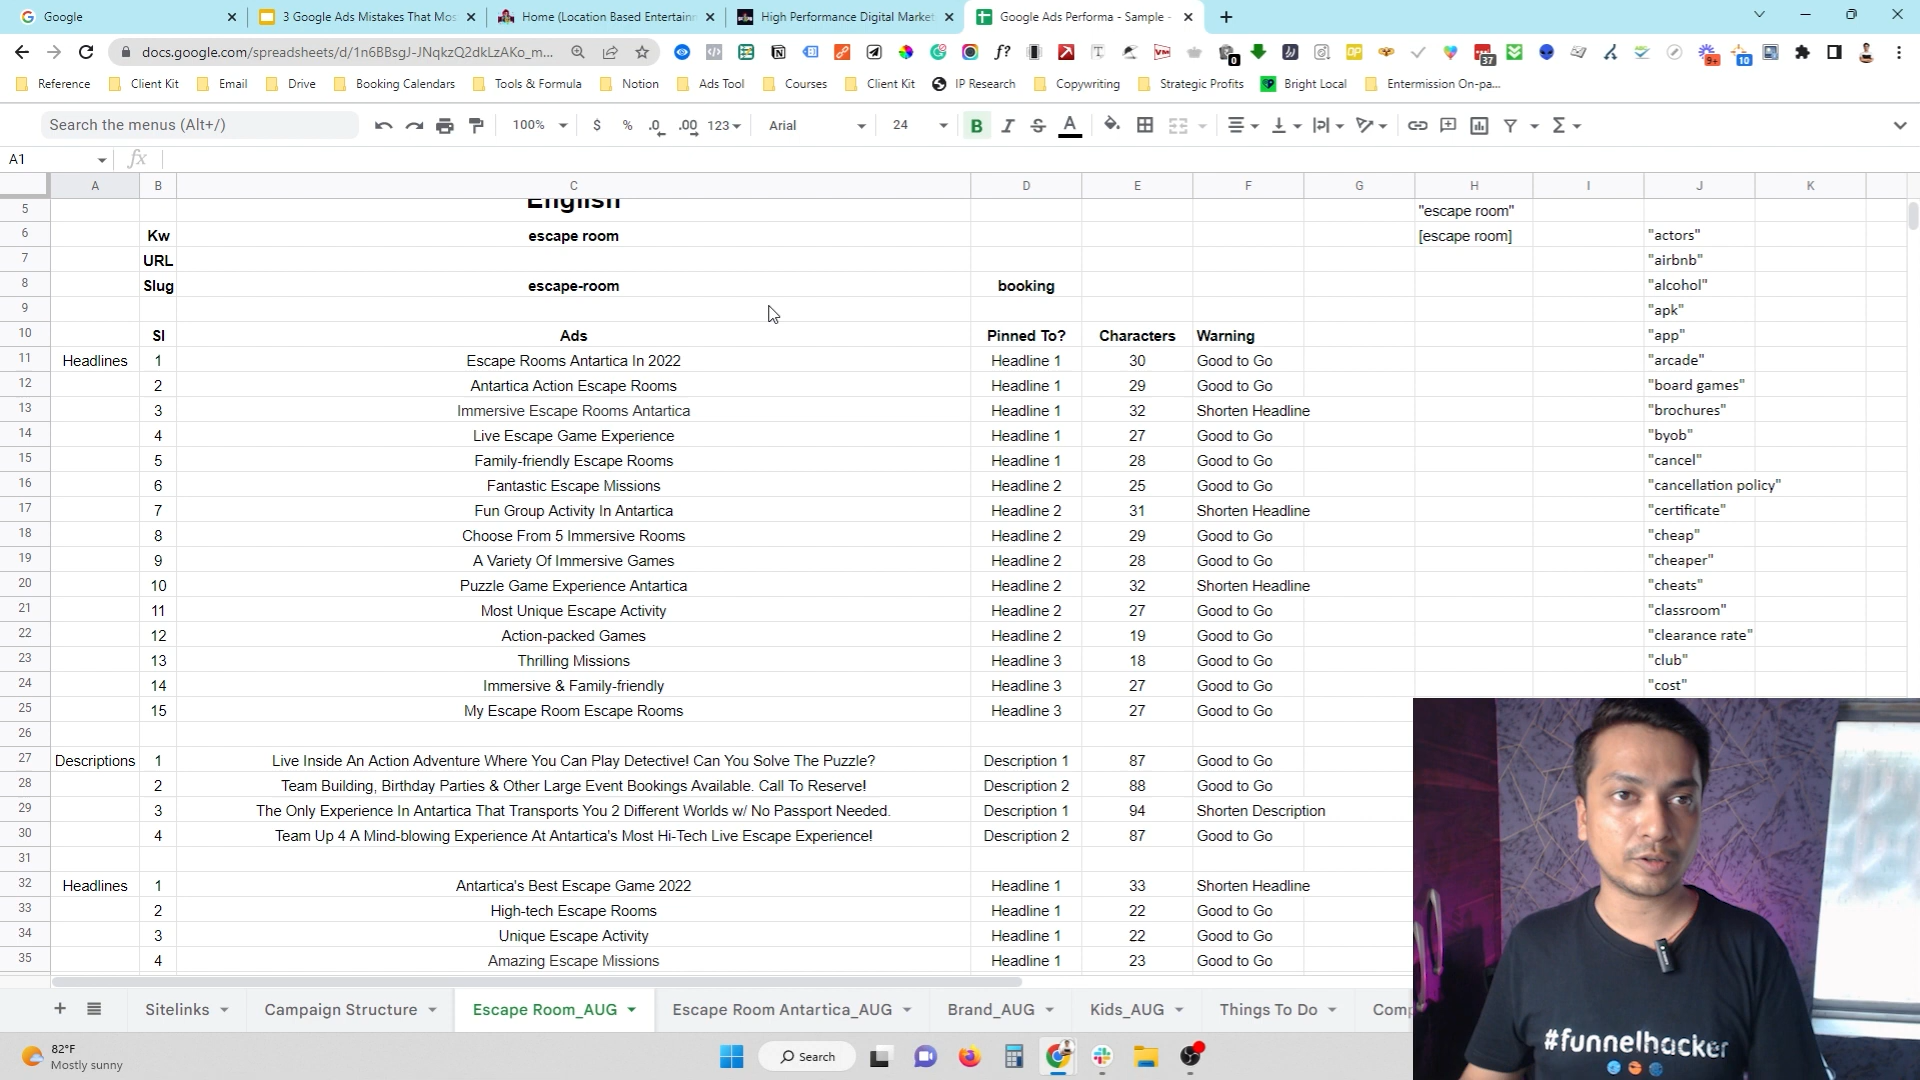 Google
3 Google Ads Mistakes That Mos
Home (Location Based Entertainm
High Performance Digital Market
Google Ads Performa - Sample -
docs.google.com/spreadsheets/d/1n6BBsgJ-JNqkzQ2dkLzAKo_m...
Reference
Client Kit
Email
Drive
Booking Calendars
Tools & Formula
Notion
Ads Tool
Courses
Client Kit
IP Research
Copywriting
Strategic Profits
Bright Local
Entermission On-pa...
Search the menus (Alt+/)
100%
$ % .0 .00 123
Arial
24
B I S A
A1
fx
A B C D E F G H I J K
5 English "escape room"
6 Kw escape room [escape room] "actors"
7 URL "airbnb"
8 Slug escape-room booking "alcohol"
9 "apk"
10 Sl Ads Pinned To? Characters Warning "app"
11 Headlines 1 Escape Rooms Antartica In 2022 Headline 1 30 Good to Go "arcade"
12 2 Antartica Action Escape Rooms Headline 1 29 Good to Go "board games"
13 3 Immersive Escape Rooms Antartica Headline 1 32 Shorten Headline "brochures"
14 4 Live Escape Game Experience Headline 1 27 Good to Go "byob"
15 5 Family-friendly Escape Rooms Headline 1 28 Good to Go "cancel"
16 6 Fantastic Escape Missions Headline 2 25 Good to Go "cancellation policy"
17 7 Fun Group Activity In Antartica Headline 2 31 Shorten Headline "certificate"
18 8 Choose From 5 Immersive Rooms Headline 2 29 Good to Go "cheap"
19 9 A Variety Of Immersive Games Headline 2 28 Good to Go "cheaper"
20 10 Puzzle Game Experience Antartica Headline 2 32 Shorten Headline "cheats"
21 11 Most Unique Escape Activity Headline 2 27 Good to Go "classroom"
22 12 Action-packed Games Headline 2 19 Good to Go "clearance rate"
23 13 Thrilling Missions Headline 3 18 Good to Go "club"
24 14 Immersive & Family-friendly Headline 3 27 Good to Go "cost"
25 15 My Escape Room Escape Rooms Headline 3 27 Good to Go
26
27 Descriptions 1 Live Inside An Action Adventure Where You Can Play Detective! Can You Solve The Puzzle? Description 1 87 Good to Go
28 2 Team Building, Birthday Parties & Other Large Event Bookings Available. Call To Reserve! Description 2 88 Good to Go
29 3 The Only Experience In Antartica That Transports You 2 Different Worlds w/ No Passport Needed. Description 1 94 Shorten Description
30 4 Team Up 4 A Mind-blowing Experience At Antartica's Most Hi-Tech Live Escape Experience! Description 2 87 Good to Go
31
32 Headlines 1 Antartica's Best Escape Game 2022 Headline 1 33 Shorten Headline
33 2 High-tech Escape Rooms Headline 1 22 Good to Go
34 3 Unique Escape Activity Headline 1 22 Good to Go
35 4 Amazing Escape Missions Headline 1 23 Good to Go
Sitelinks
Campaign Structure
Escape Room_AUG
Escape Room Antartica_AUG
Brand_AUG
Kids_AUG
Things To Do
Comp
#funnelhacker
82°F
Mostly sunny
Search